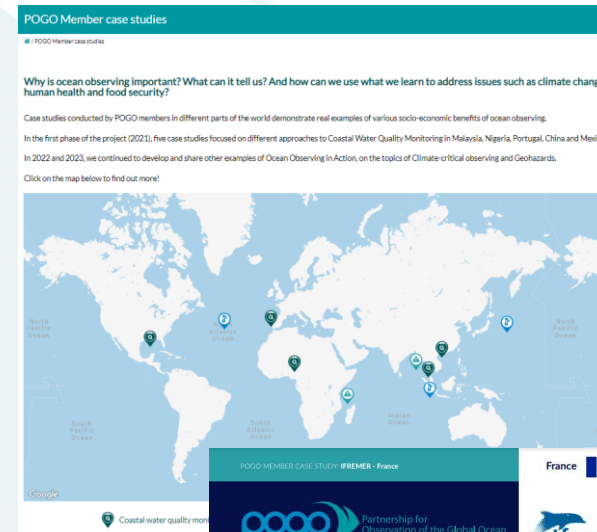 POGO Member case studies
/ POGO Member case studies
Why is ocean observing important? What can it tell us? And how can we use what we learn to address issues such as climate chang
human health and food security?
Case studies conducted by POGO members in different parts of the world demonstrate real examples of various socio-economic benefits of ocean observing.
In the first phase of the project (2021), five case studies focused on different approaches to Coastal Water Quality Monitoring in Malaysia, Nigeria, Portugal, China and Mexi
In 2022 and 2023, we continued to develop and share other examples of Ocean Observing in Action, on the topics of Climate-critical observing and Geohazards.
Click on the map below to find out more!
North
Pacific
Ocean
Atlantic
Ocean
North
Pacific
Ocean
South
Pacific
Ocean
South
Atlantic
Ocean
Indian
Ocean
Google
Coastal water quality moni
POGO MEMBER CASE STUDY: IFREMER - France
France
pogo
Partnership for
Observation of the Global Ocean